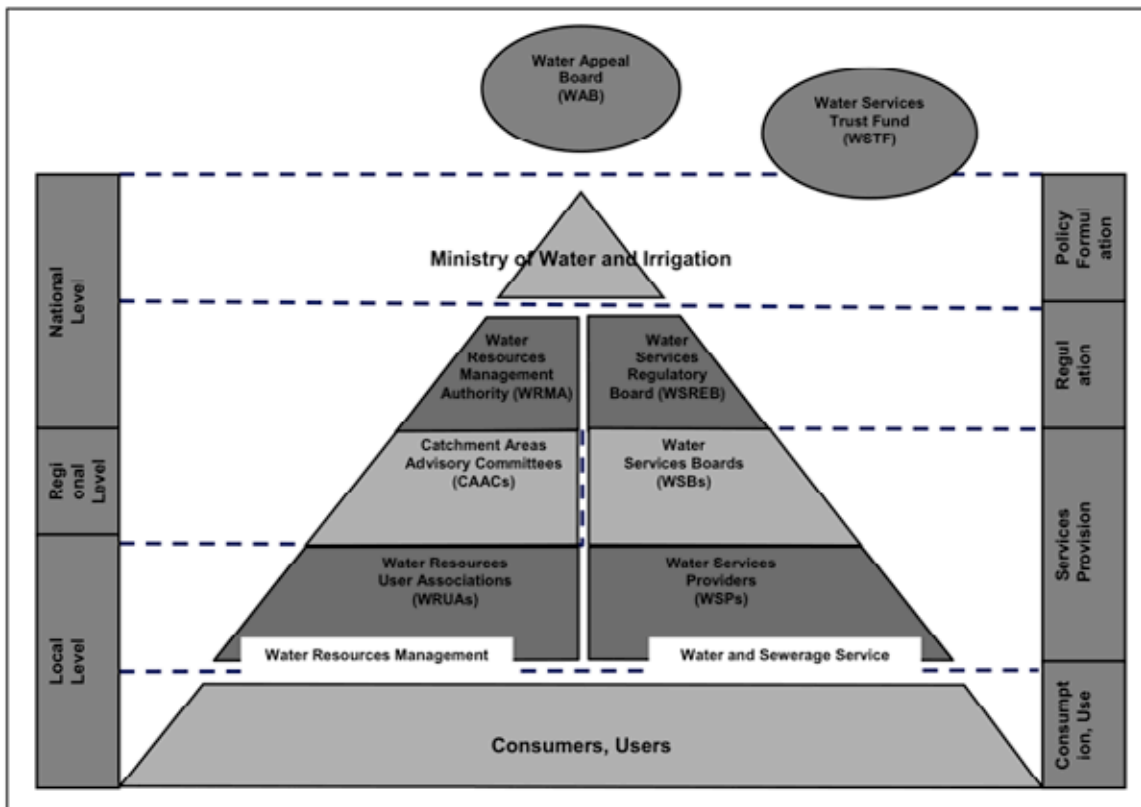 Water Appeal
Board
(WAB)
Water Services
Trust Fund
(WSTF)
National
Level
Policy
Formul
ation
Ministry of Water and Irrigation
Water
Resources
Management
Authority (WRMA)
Water
Services
Regulatory
Board (WSREB)
Regul
ation
Regi
onal
Level
Catchment Areas
Advisory Committees
(CAACs)
Water
Services Boards
(WSBs)
Services
Provision
Local
Level
Water Resources
User Associations
(WRUAs)
Water Services
Providers
(WSPs)
Water Resources Management
Water and Sewerage Service
Consumers, Users
Consumpt
ion, Use